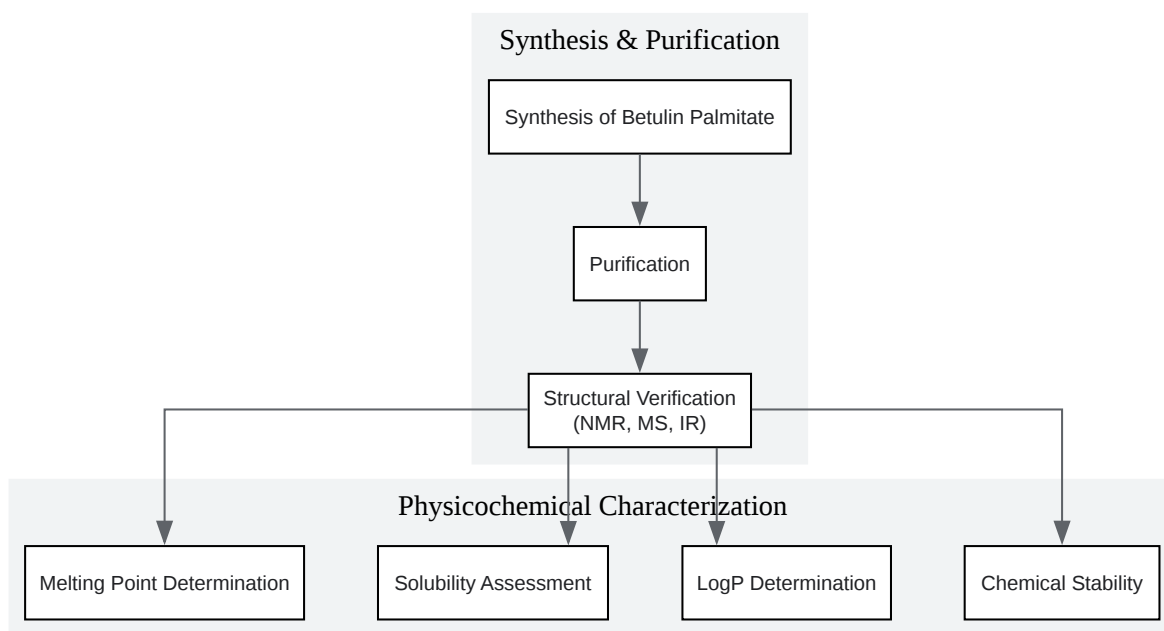 Synthesis & Purification
Synthesis of Betulin Palmitate
Purification
Structural Verification
(NMR, MS, IR)
Physicochemical Characterization
Melting Point Determination
Solubility Assessment
LogP Determination
Chemical Stability